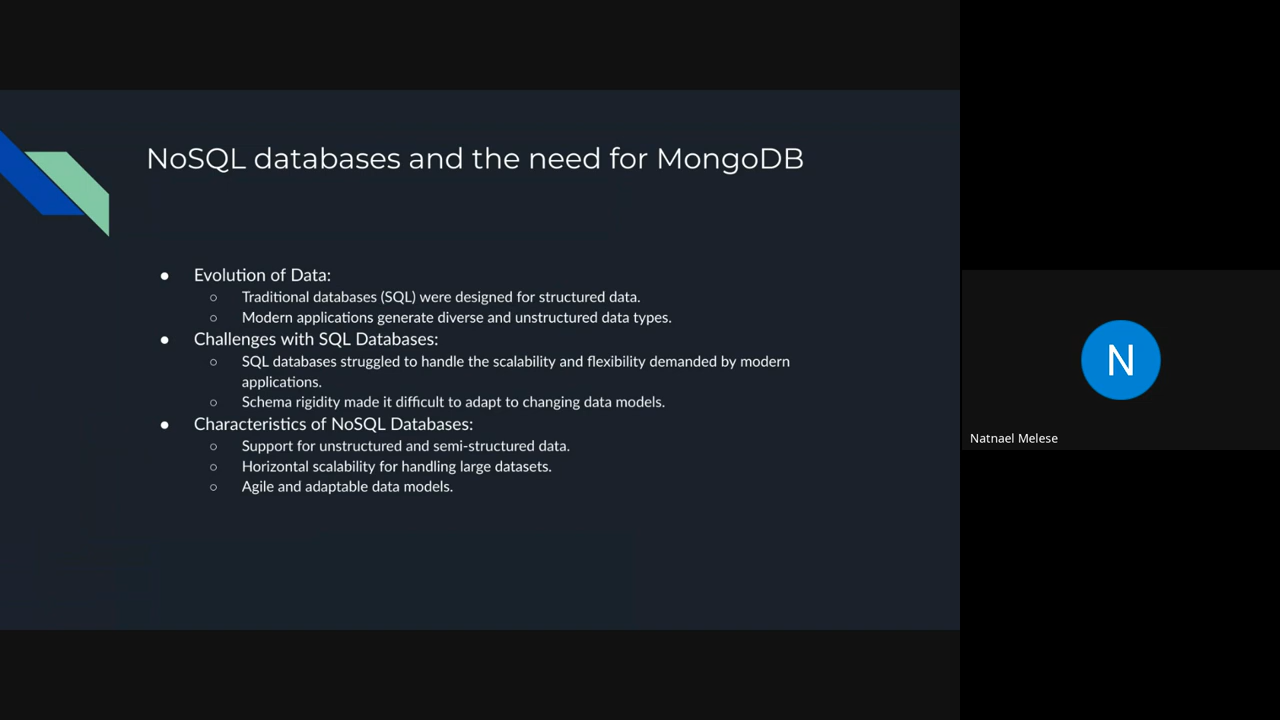 NoSQL databases and the need for MongoDB
● Evolution of Data:
○ Traditional databases (SQL) were designed for structured data.
○ Modern applications generate diverse and unstructured data types.
● Challenges with SQL Databases:
○ SQL databases struggled to handle the scalability and flexibility demanded by modern
applications.
○ Schema rigidity made it difficult to adapt to changing data models.
● Characteristics of NoSQL Databases:
○ Support for unstructured and semi-structured data.
○ Horizontal scalability for handling large datasets.
○ Agile and adaptable data models.
N
Natnael Melese